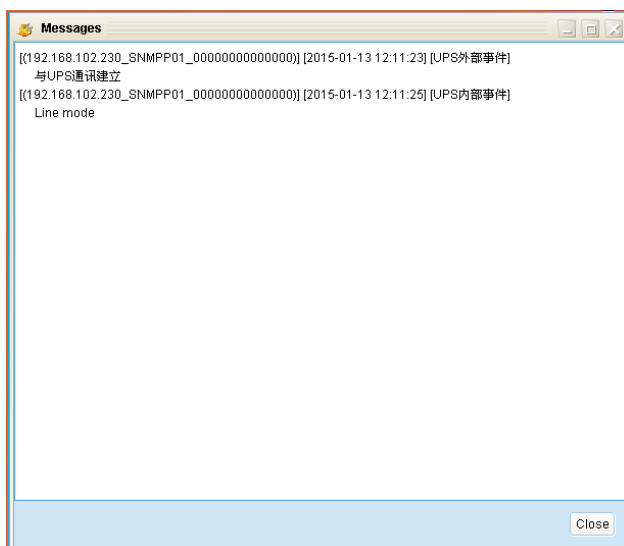 Messages
[(192.168.102.230_SNMPP01_00000000000000)] [2015-01-13 12:11:23] [UPS外部事件]
与UPS通讯建立
[(192.168.102.230_SNMPP01_00000000000000)] [2015-01-13 12:11:25] [UPS内部事件]
Line mode
Close